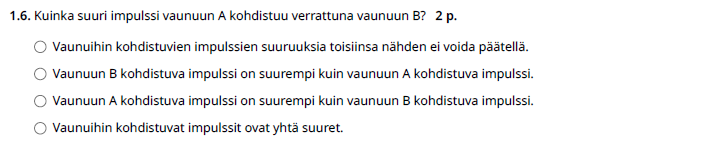 1.6. Kuinka suuri impulssi vaunuun A kohdistuu verrattuna vaunuun B? 2 p.
Vaunuihin kohdistuvien impulssien suuruuksia toisiinsa nähden ei voida päätellä.
Vaunuun B kohdistuva impulssi on suurempi kuin vaunuun A kohdistuva impulssi.
Vaunuun A kohdistuva impulssi on suurempi kuin vaunuun B kohdistuva impulssi.
Vaunuihin kohdistuvat impulssit ovat yhtä suuret.